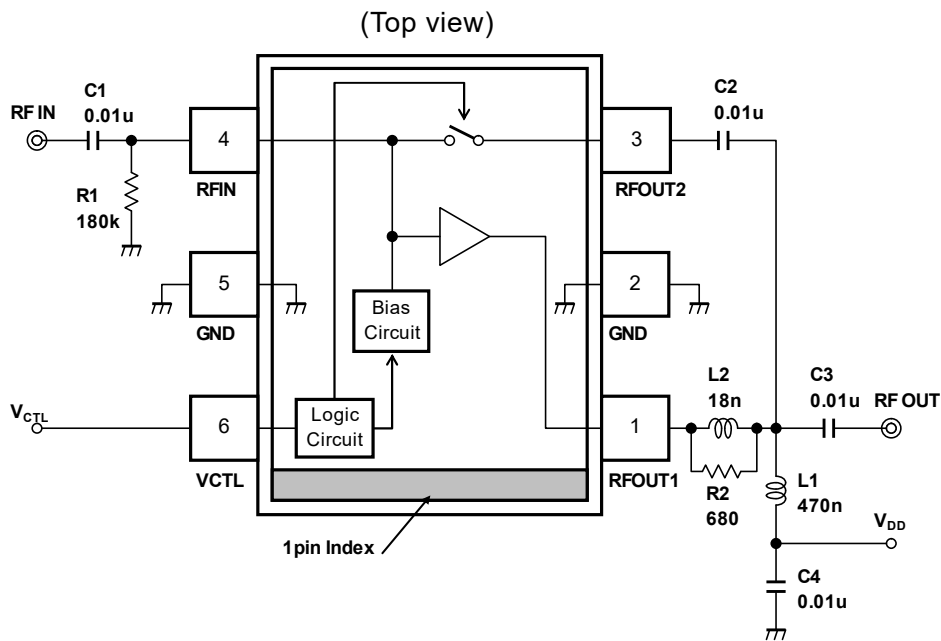 (Top view)
C1
0.01u
RF IN
R1
180k
4
RFIN
3
RFOUT2
C2
0.01u
5
GND
2
GND
Bias
Circuit
Logic
Circuit
VCTL
6
VCTL
1
RFOUT1
L2
18n
R2
680
C3
0.01u
RF OUT
L1
470n
VDD
C4
0.01u
1pin Index